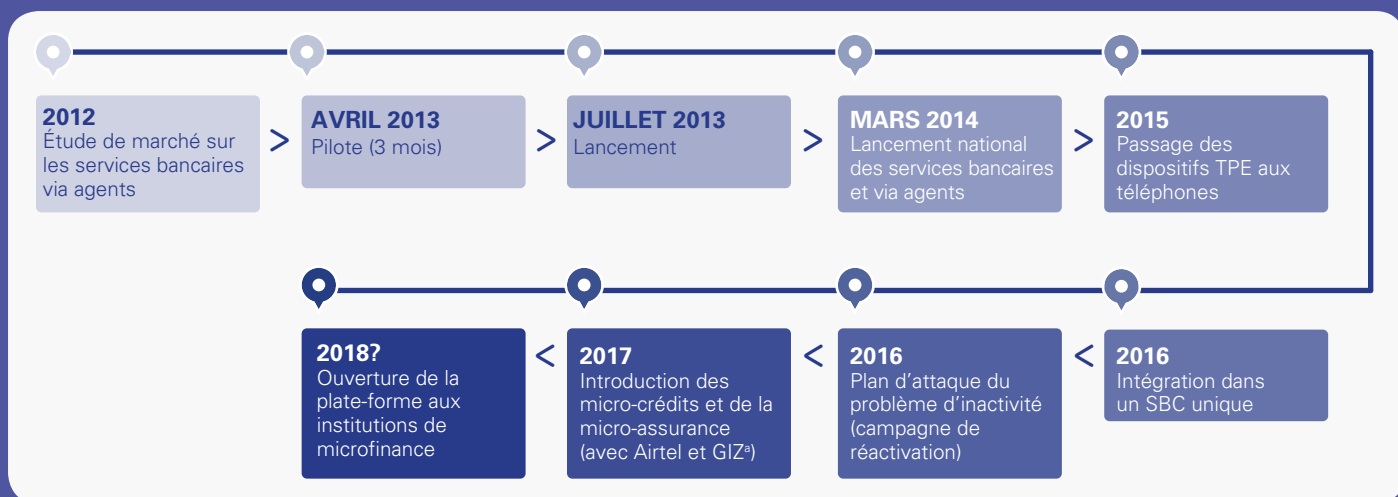 2012
Étude de marché sur
les services bancaires
via agents
>
AVRIL 2013
Pilote (3 mois)
>
JUILLET 2013
Lancement
>
MARS 2014
Lancement national
des services bancaires
et via agents
>
2015
Passage des
dispositifs TPE aux
téléphones
2016
Intégration dans
un SBC unique
<
2016
Plan d’attaque du
problème d’inactivité
(campagne de
réactivation)
<
2017
Introduction des
micro-crédits et de la
micro-assurance
(avec Airtel et GIZª)
<
2018?
Ouverture de la
plate-forme aux
institutions de
microfinance